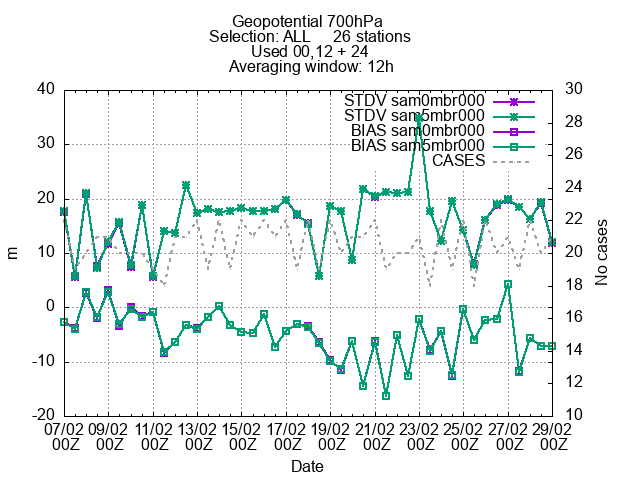 Geopotential 700hPa
Selection: ALL 26 stations
Used 00,12 + 24
Averaging window: 12h
40 30
STDV sam0mbr000
STDV sam5mbr000
BIAS sam0mbr000
BIAS sam5mbr000
CASES
30 28
26
20 24
22
10 20
0 18
16
-10 14
12
-20 10
m
No cases
07/02 09/02 11/02 13/02 15/02 17/02 19/02 21/02 23/02 25/02 27/02 29/02
00Z 00Z 00Z 00Z 00Z 00Z 00Z 00Z 00Z 00Z 00Z 00Z
Date